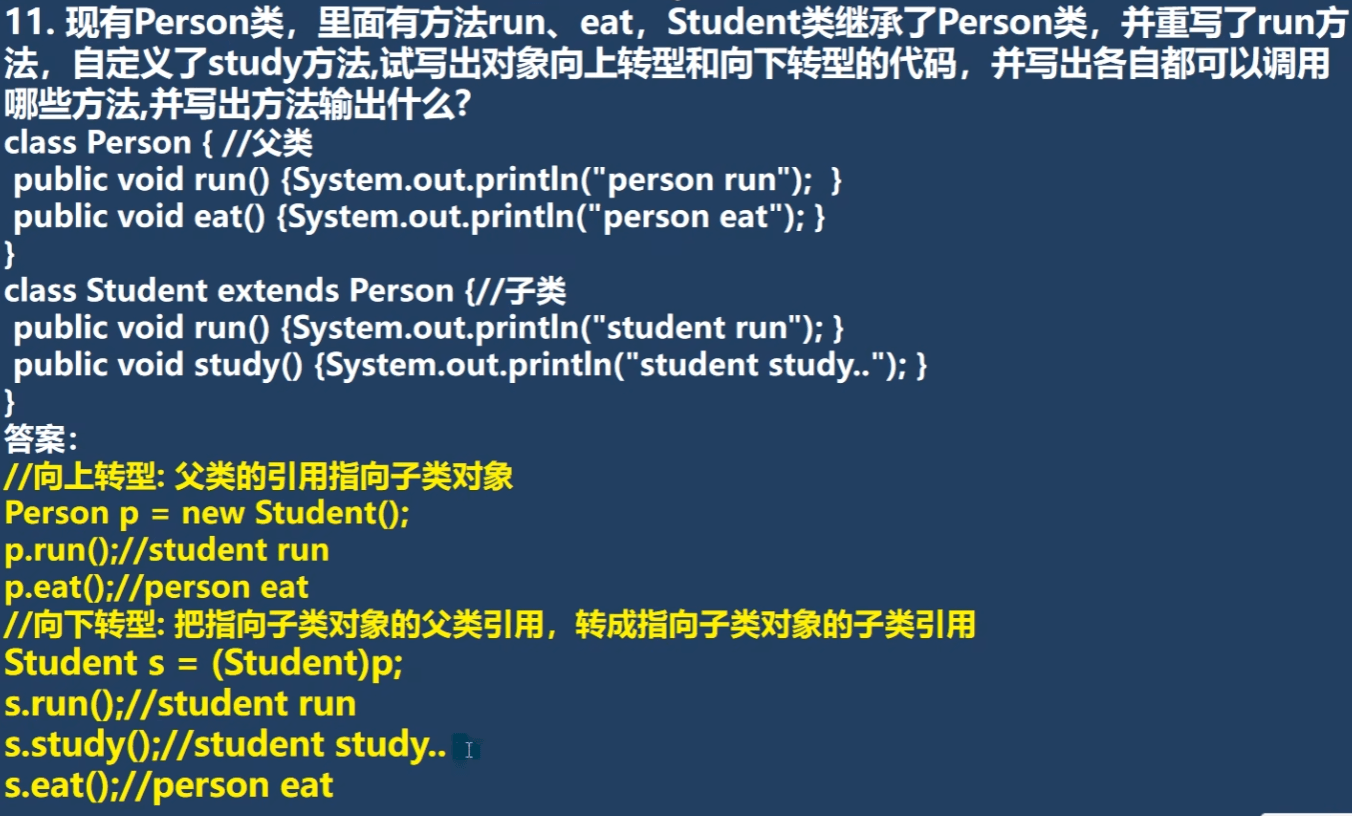 11. 现有Person类，里面有方法run、eat，Student类继承了Person类，并重写了run方
法，自定义了study方法,试写出对象向上转型和向下转型的代码，并写出各自都可以调用
哪些方法,并写出方法输出什么?
class Person { //父类
public void run() {System.out.println("person run");  }
public void eat() {System.out.println("person eat"); }
}
class Student extends Person {//子类
public void run() {System.out.println("student run"); }
public void study() {System.out.println("student study.."); }
}
答案：
//向上转型: 父类的引用指向子类对象
Person p = new Student();
p.run();//student run
p.eat();//person eat
//向下转型: 把指向子类对象的父类引用，转成指向子类对象的子类引用
Student s = (Student)p;
s.run();//student run
s.study();//student study..
s.eat();//person eat